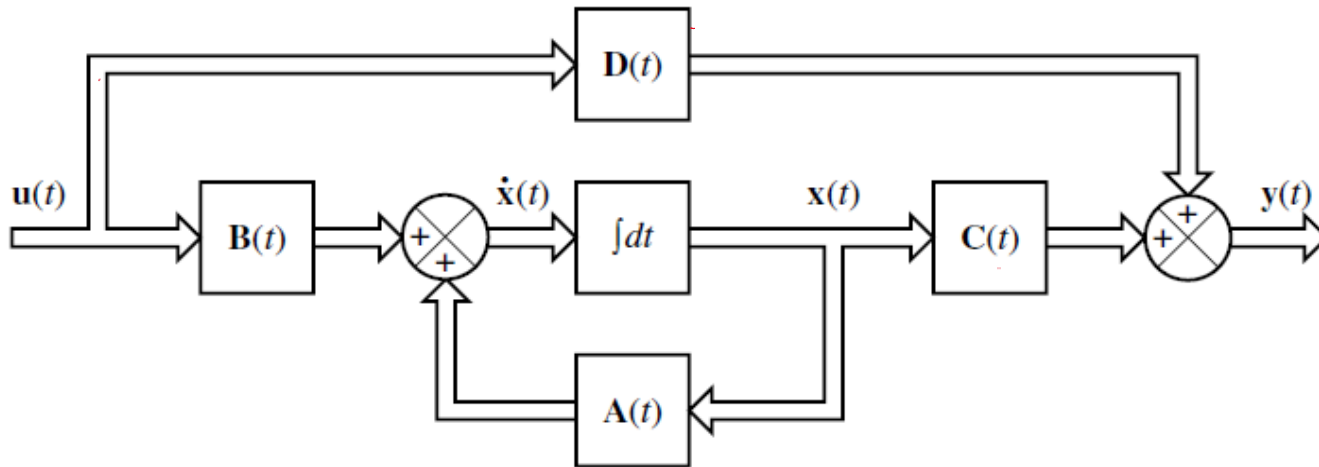 D(t)
u(t)
B(t)
+
+
ẋ(t)
∫dt
x(t)
C(t)
+
+
y(t)
A(t)